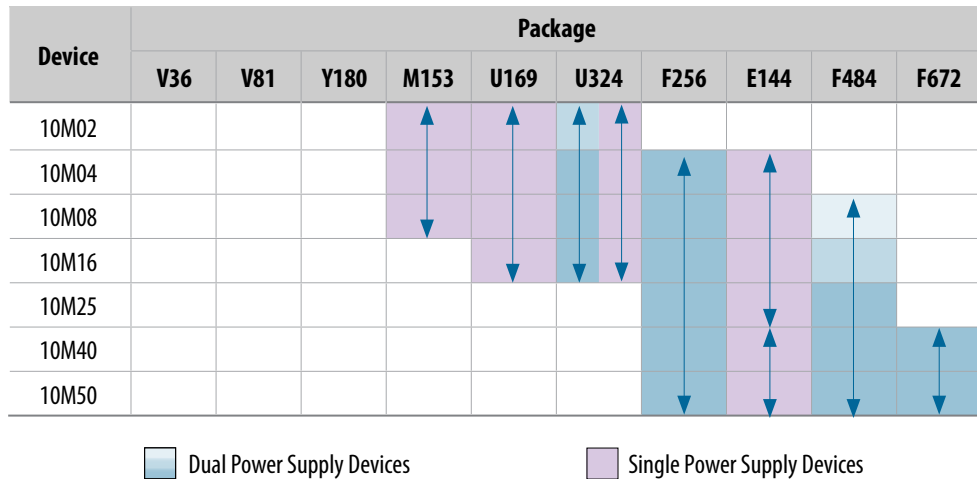 Device
Package
V36 V81 Y180 M153 U169 U324 F256 E144 F484 F672
10M02
10M04
10M08
10M16
10M25
10M40
10M50
Dual Power Supply Devices
Single Power Supply Devices